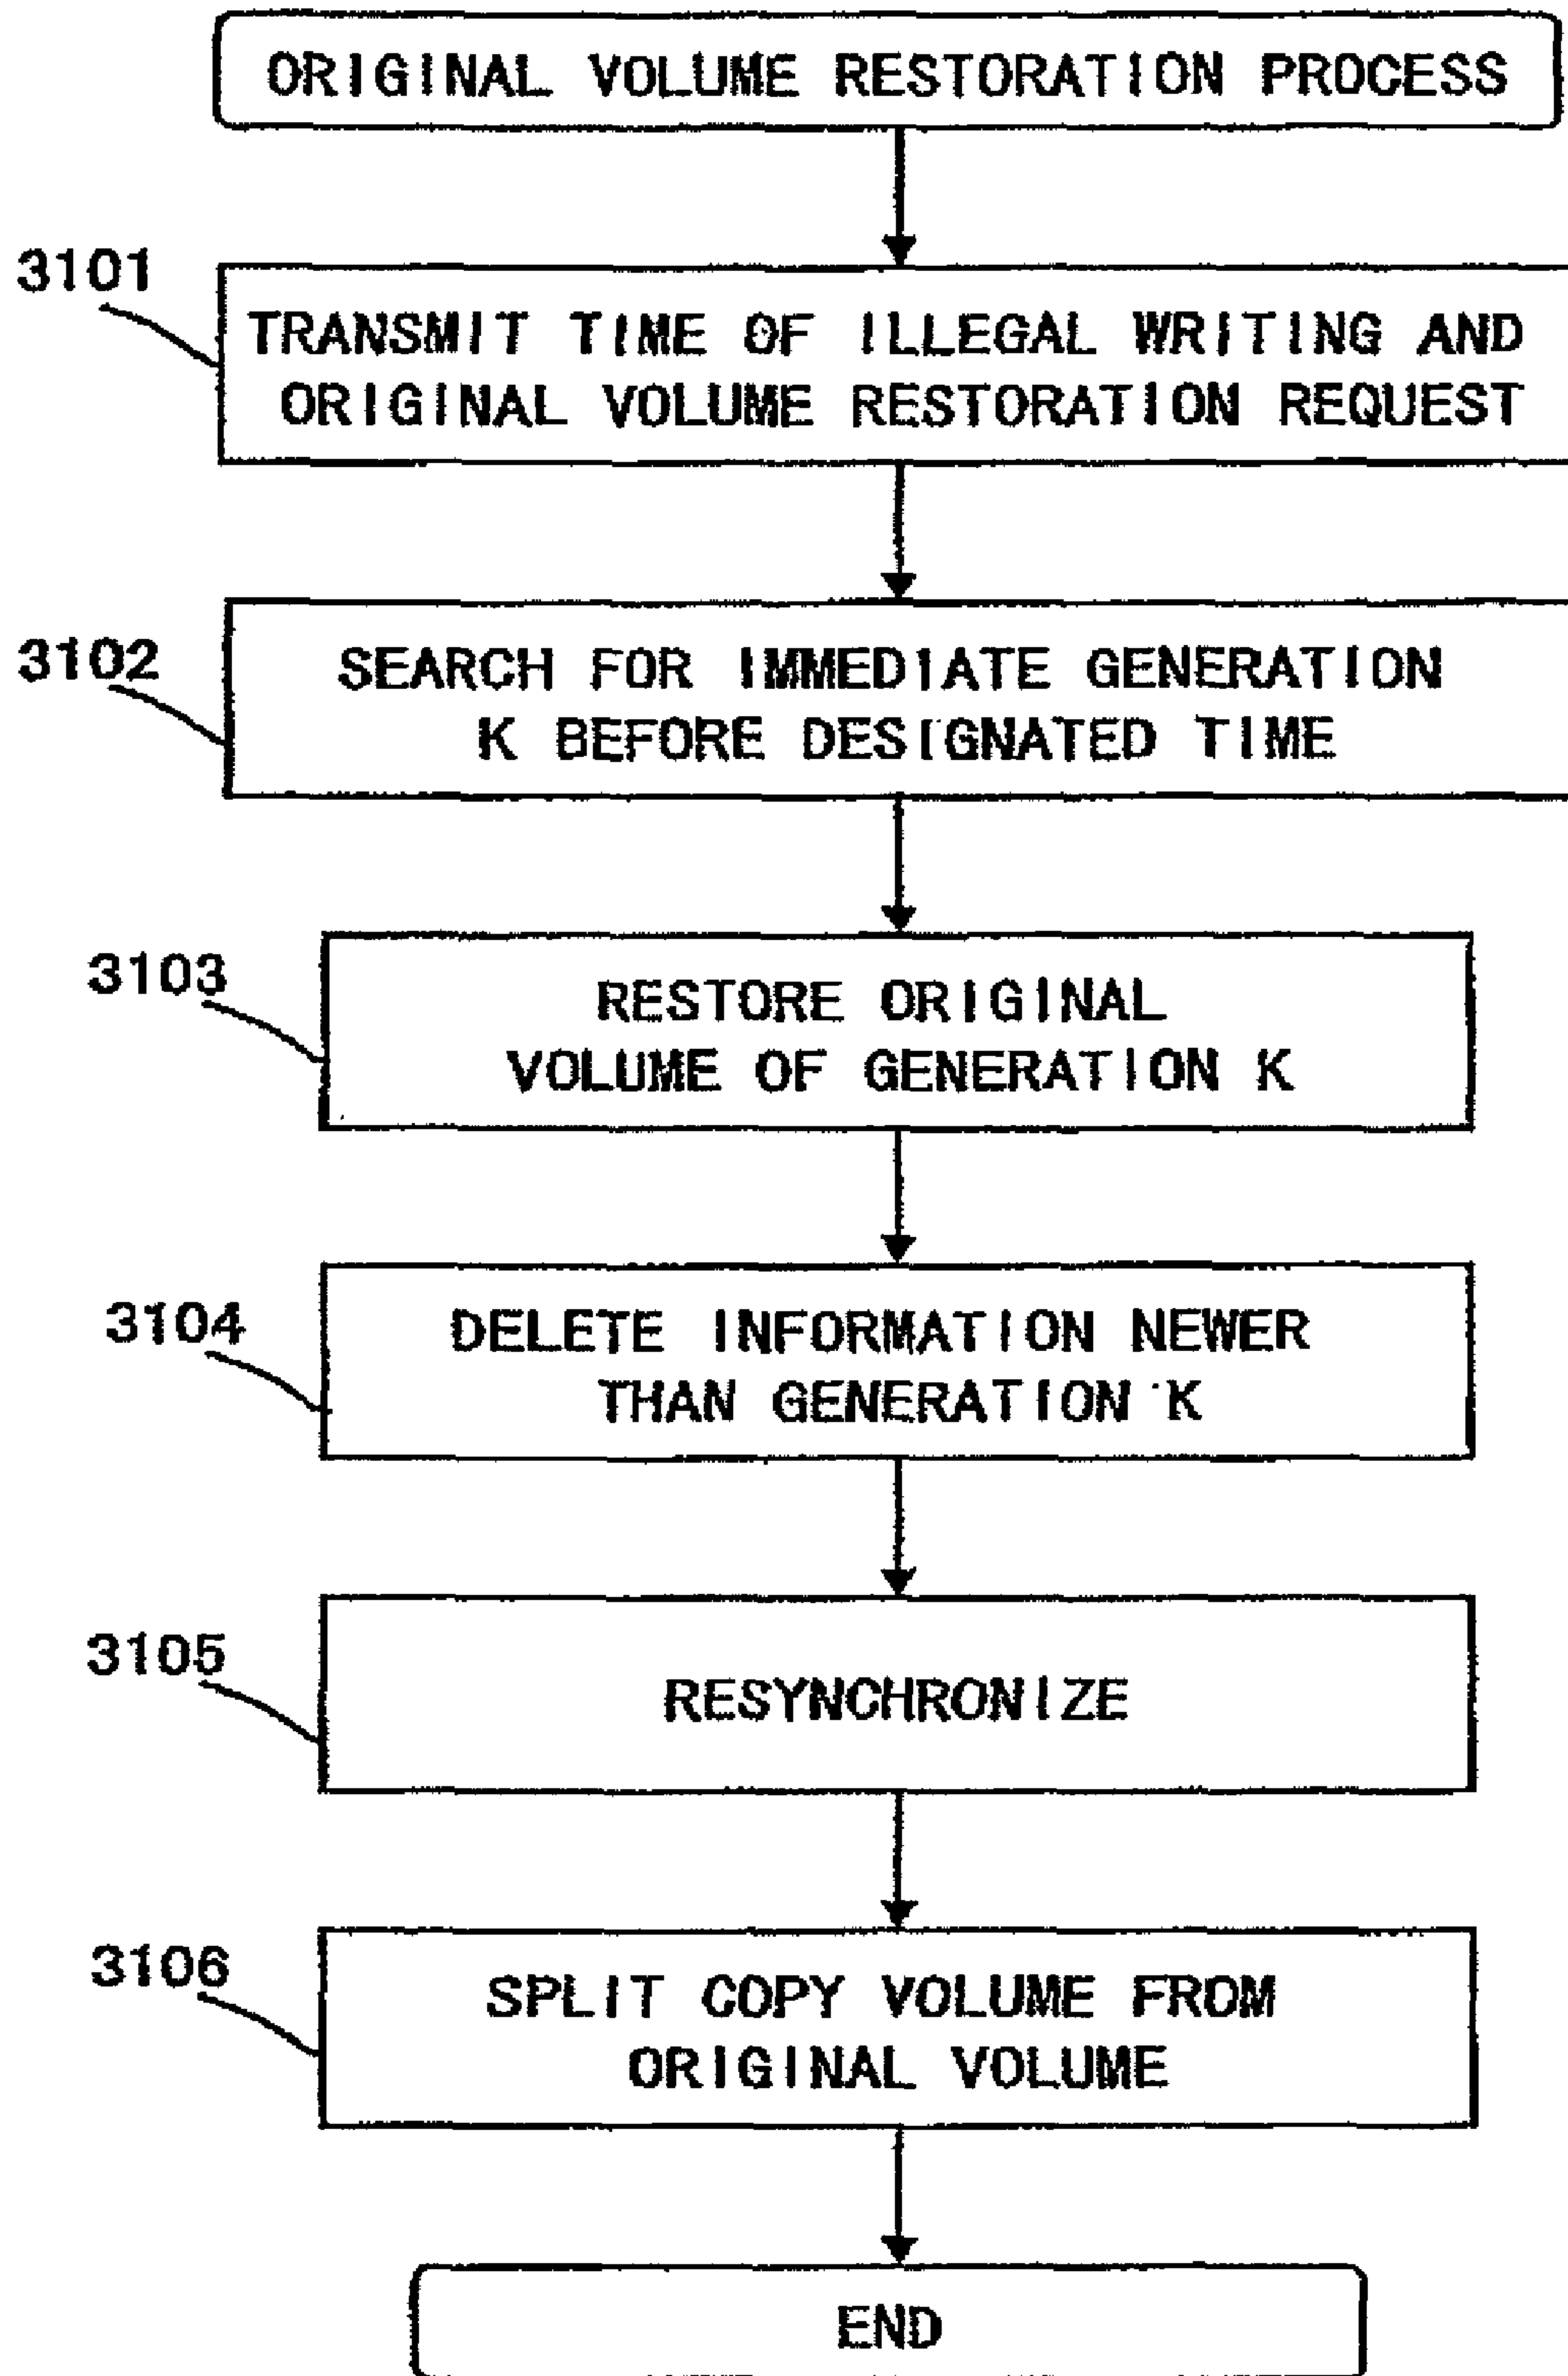 ORIGINAL VOLUME RESTORATION PROCESS
3101
TRANSMIT TIME OF ILLEGAL WRITING AND
ORIGINAL VOLUME RESTORATION REQUEST
3102
SEARCH FOR IMMEDIATE GENERATION
K BEFORE DESIGNATED TIME
3103
RESTORE ORIGINAL
VOLUME OF GENERATION K
3104
DELETE INFORMATION NEWER
THAN GENERATION K
3105
RESYNCHRONIZE
3106
SPLIT COPY VOLUME FROM
ORIGINAL VOLUME
END